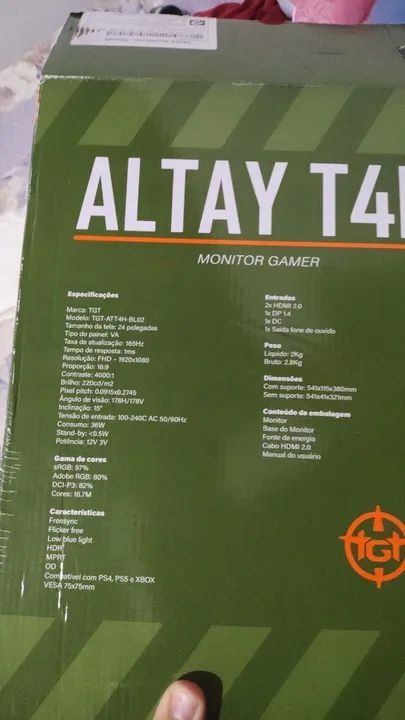 ALTAY T4
MONITOR GAMER
Especificações
Marca: TGT
Modelo: TGT-ATT4H-BL02
Tamanho da tela: 24 polegadas
Tipo do painel: VA
Taxa de atualização: 165Hz
Tempo de resposta: 1ms
Resolução: FHD - 1920x1080
Proporção: 16:9
Contraste: 4000:1
Brilho: 220cd/m2
Pixel pitch: 0.0915x0.2745
Ângulo de visão: 178H/178V
Inclinação: 15°
Tensão de entrada: 100-240C AC 50/60Hz
Consumo: 36W
Stand-by: <0.5W
Potência: 12V 3V
Gama de cores
sRGB: 97%
Adobe RGB: 80%
DCI-P3: 82%
Cores: 16.7M
Características
Freesync
Flicker free
Low blue light
HDR
MPRT
OD
Compatível com PS4, PS5 e XBOX
VESA 75x75mm
Entradas
2x HDMI 2.0
1x DP 1.4
1x DC
1x Saída fone de ouvido
Peso
Líquido: 2Kg
Bruto: 2.8Kg
Dimensões
Com suporte: 541x115x380mm
Sem suporte: 541x41x321mm
Conteúdo da embalagem
Monitor
Base do Monitor
Fonte de energia
Cabo HDMI 2.0
Manual do usuário
TGT